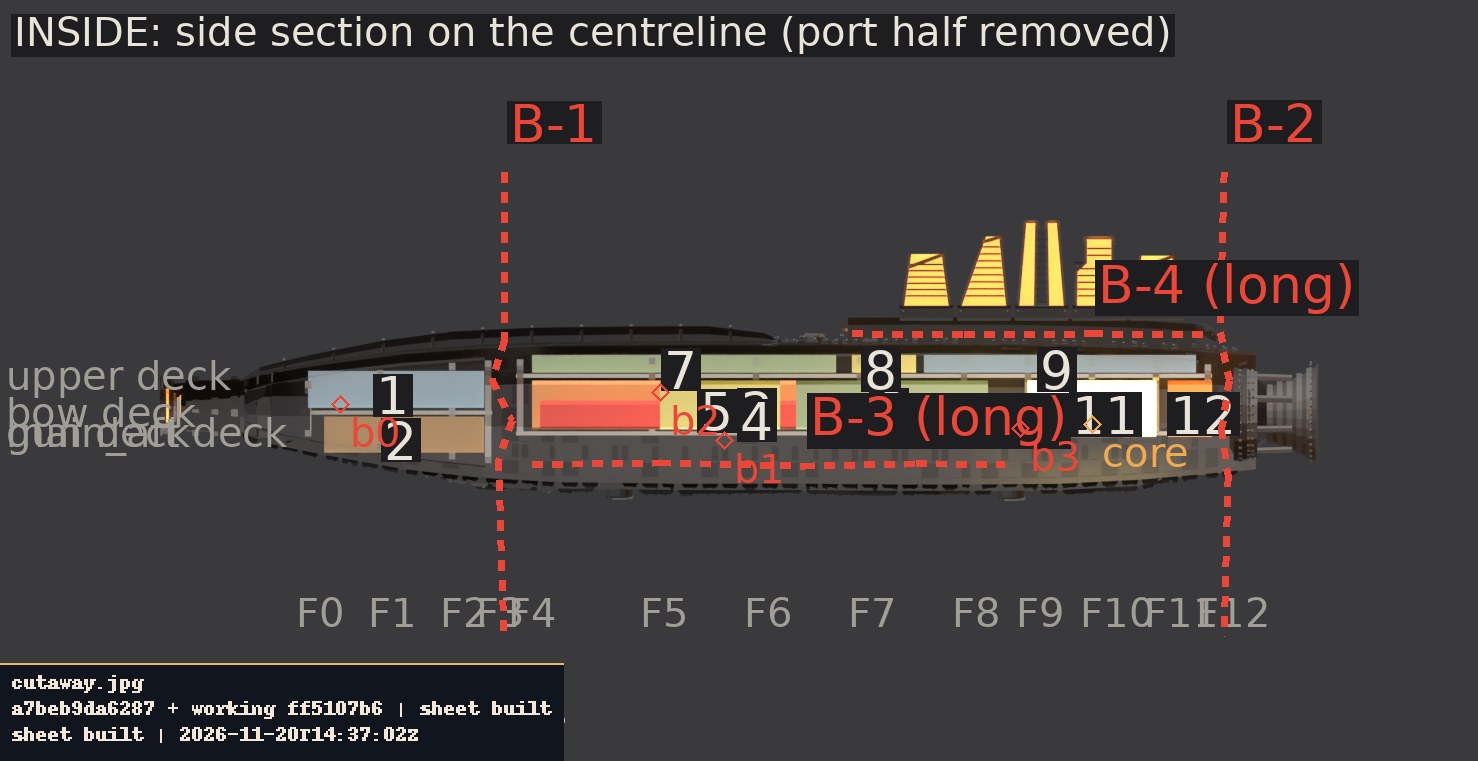 INSIDE: side section on the centreline (port half removed)
B-1
B-2
B-4 (long)
upper deck
bow deck
7
8
9
1
5
4
B-3 (long)
11
12
b0
2
b2
b1
b3
core
F0 F1 F2 F3 F4 F5 F6 F7 F8 F9 F10 F11 F12
cutaway.jpg
a7beb9da6287 + working ff5107b6 | sheet built
sheet built | 2026-11-20T14:37:02z